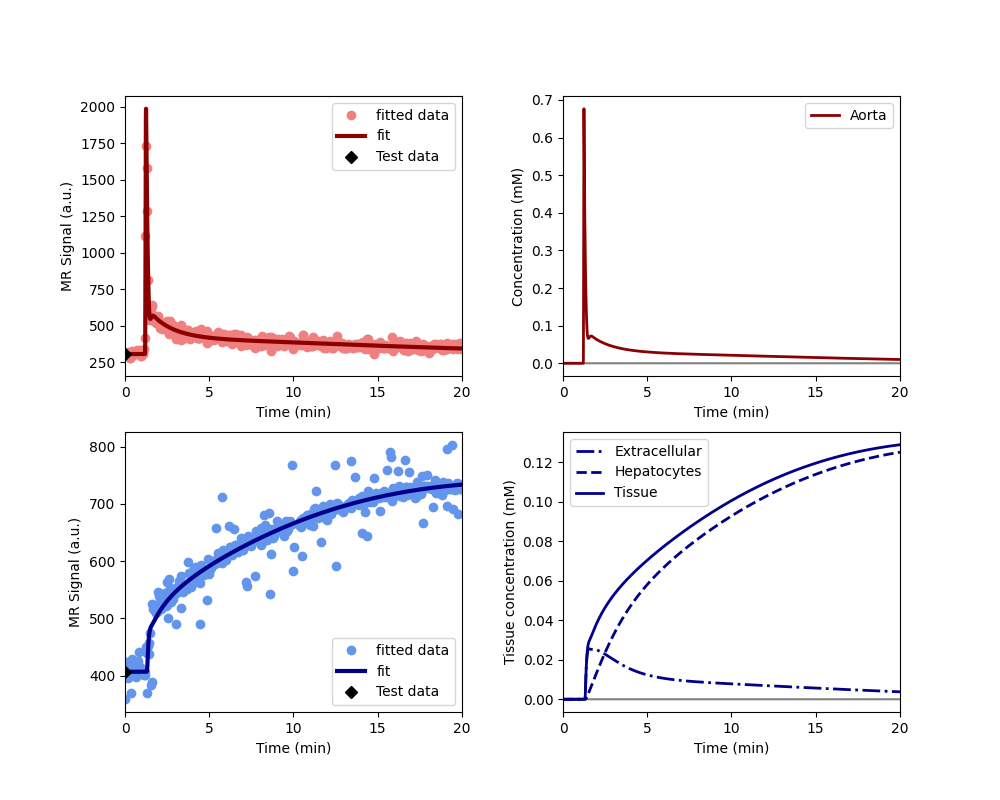 2000
1750
1500
1250
1000
750
500
250
MR Signal (a.u.)
fitted data
fit
Test data
0 5 10 15 20
Time (min)
0.7
0.6
0.5
0.4
0.3
0.2
0.1
0.0
Concentration (mM)
Aorta
0 5 10 15 20
Time (min)
800
700
600
500
400
MR Signal (a.u.)
fitted data
fit
Test data
0 5 10 15 20
Time (min)
0.12
0.10
0.08
0.06
0.04
0.02
0.00
Tissue concentration (mM)
Extracellular
Hepatocytes
Tissue
0 5 10 15 20
Time (min)